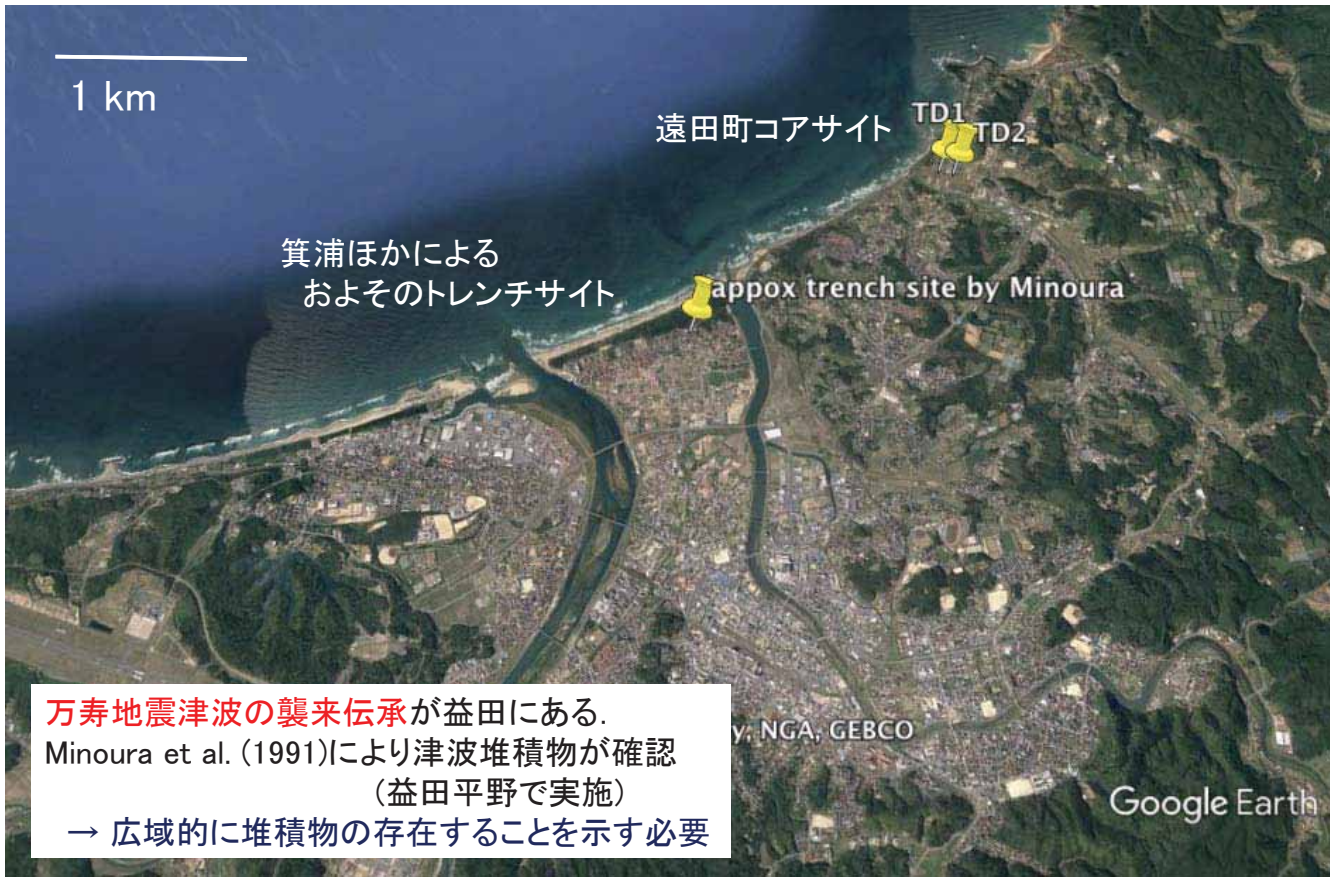 1 km
遠田町コアサイト
TD1
TD2
箕浦ほかによる
およそのトレンチサイト
appox trench site by Minoura
万寿地震津波の襲来伝承が益田にある.
Minoura et al. (1991)により津波堆積物が確認
(益田平野で実施)
→ 広域的に堆積物の存在することを示す必要
y, NGA, GEBCO
Google Earth